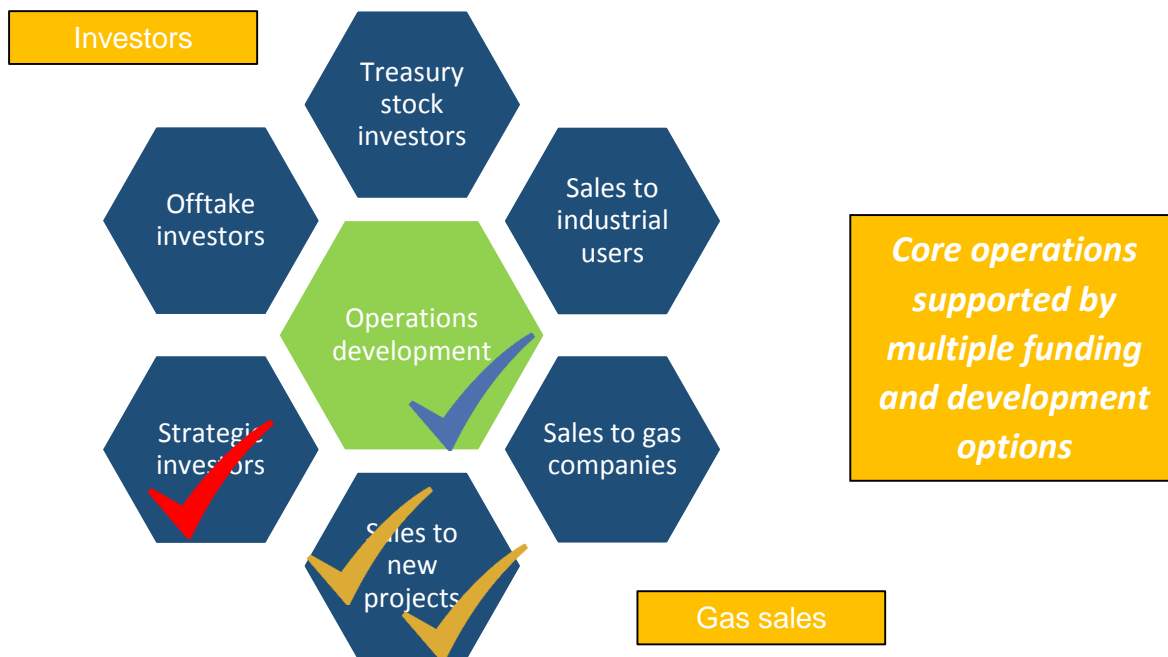 Investors
Treasury
stock
investors
Offtake
investors
Sales to
industrial
users
Operations
development
Strategic
investors
Sales to gas
companies
Sales to
new
projects
Gas sales
Core operations
supported by
multiple funding
and development
options